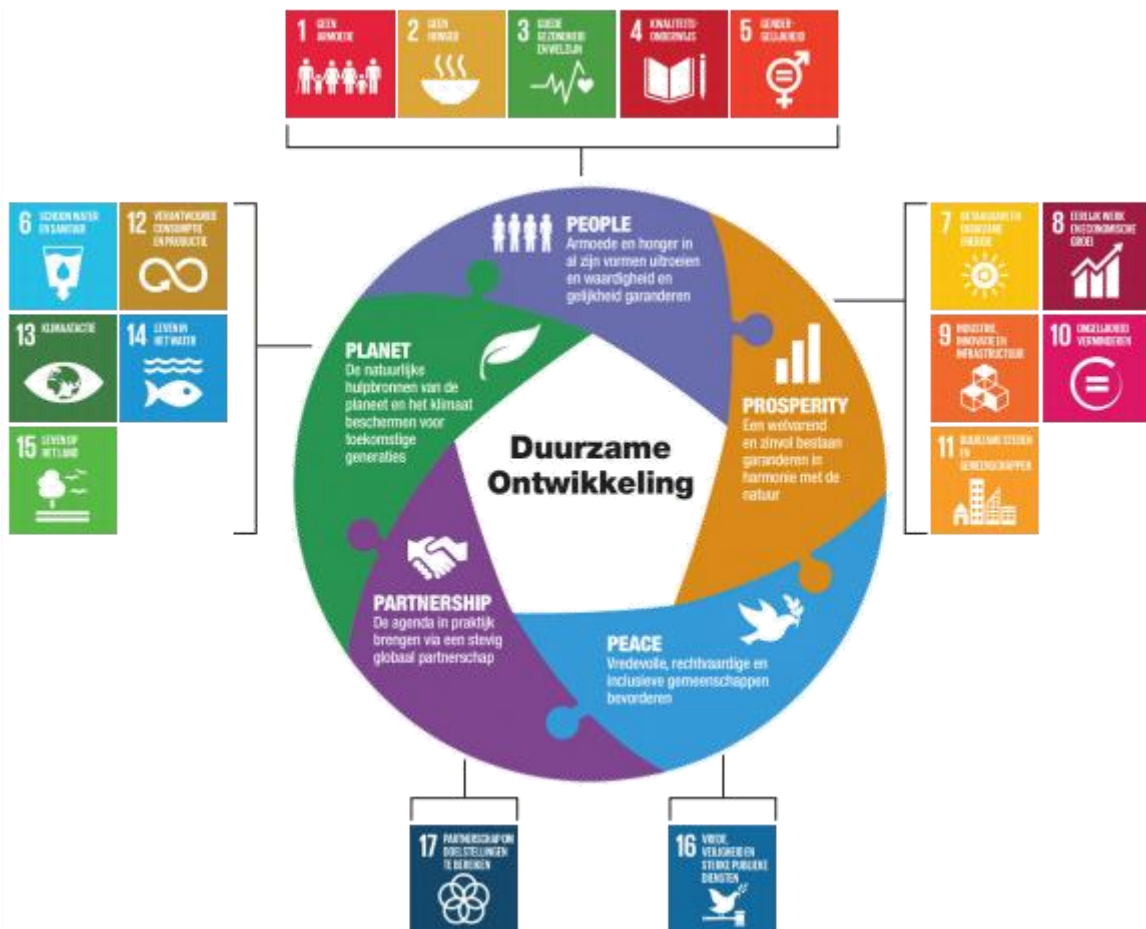 1 GEEN
ARMOEDE
2 GEEN
HONGER
3 GOEDE
GEZONDHEID
EN WELZIJN
4 KWALITEITS-
ONDERWIJS
5 GENDER-
GELIJKHEID
6 SCHOON WATER
EN SANITAIR
12 VERANTWOORDE
CONSUMPTIE
EN PRODUCTIE
13 KLIMAATACTIE
14 LEVEN IN
HET WATER
15 LEVEN OP
HET LAND
PEOPLE
Armoede en honger in
al zijn vormen uitroeien
en waardigheid en
gelijkheid garanderen
PLANET
De natuurlijke
hulpbronnen van de
planeet en het klimaat
beschermen voor
toekomstige
generaties
Duurzame
Ontwikkeling
PROSPERITY
Een welvarend
en zinvol bestaan
garanderen in
harmonie met de
natuur
7 BETAALBARE EN
DUURZAME
ENERGIE
8 EERLIJK WERK
EN ECONOMISCHE
GROEI
9 INDUSTRIE,
INNOVATIE EN
INFRASTRUCTUUR
10 ONGELIJKHEID
VERMINDEREN
11 DUURZAME STEDEN
EN
GEMEENSCHAPPEN
PARTNERSHIP
De agenda in praktijk
brengen via een stevig
globaal partnerschap
PEACE
Vredevolle, rechtvaardige en
inclusieve gemeenschappen
bevorderen
17 PARTNERSCHAP OM
DOELSTELLINGEN
TE BEREIKEN
16 VREDE,
VEILIGHEID EN
STERKE PUBLIEKE
DIENSTEN